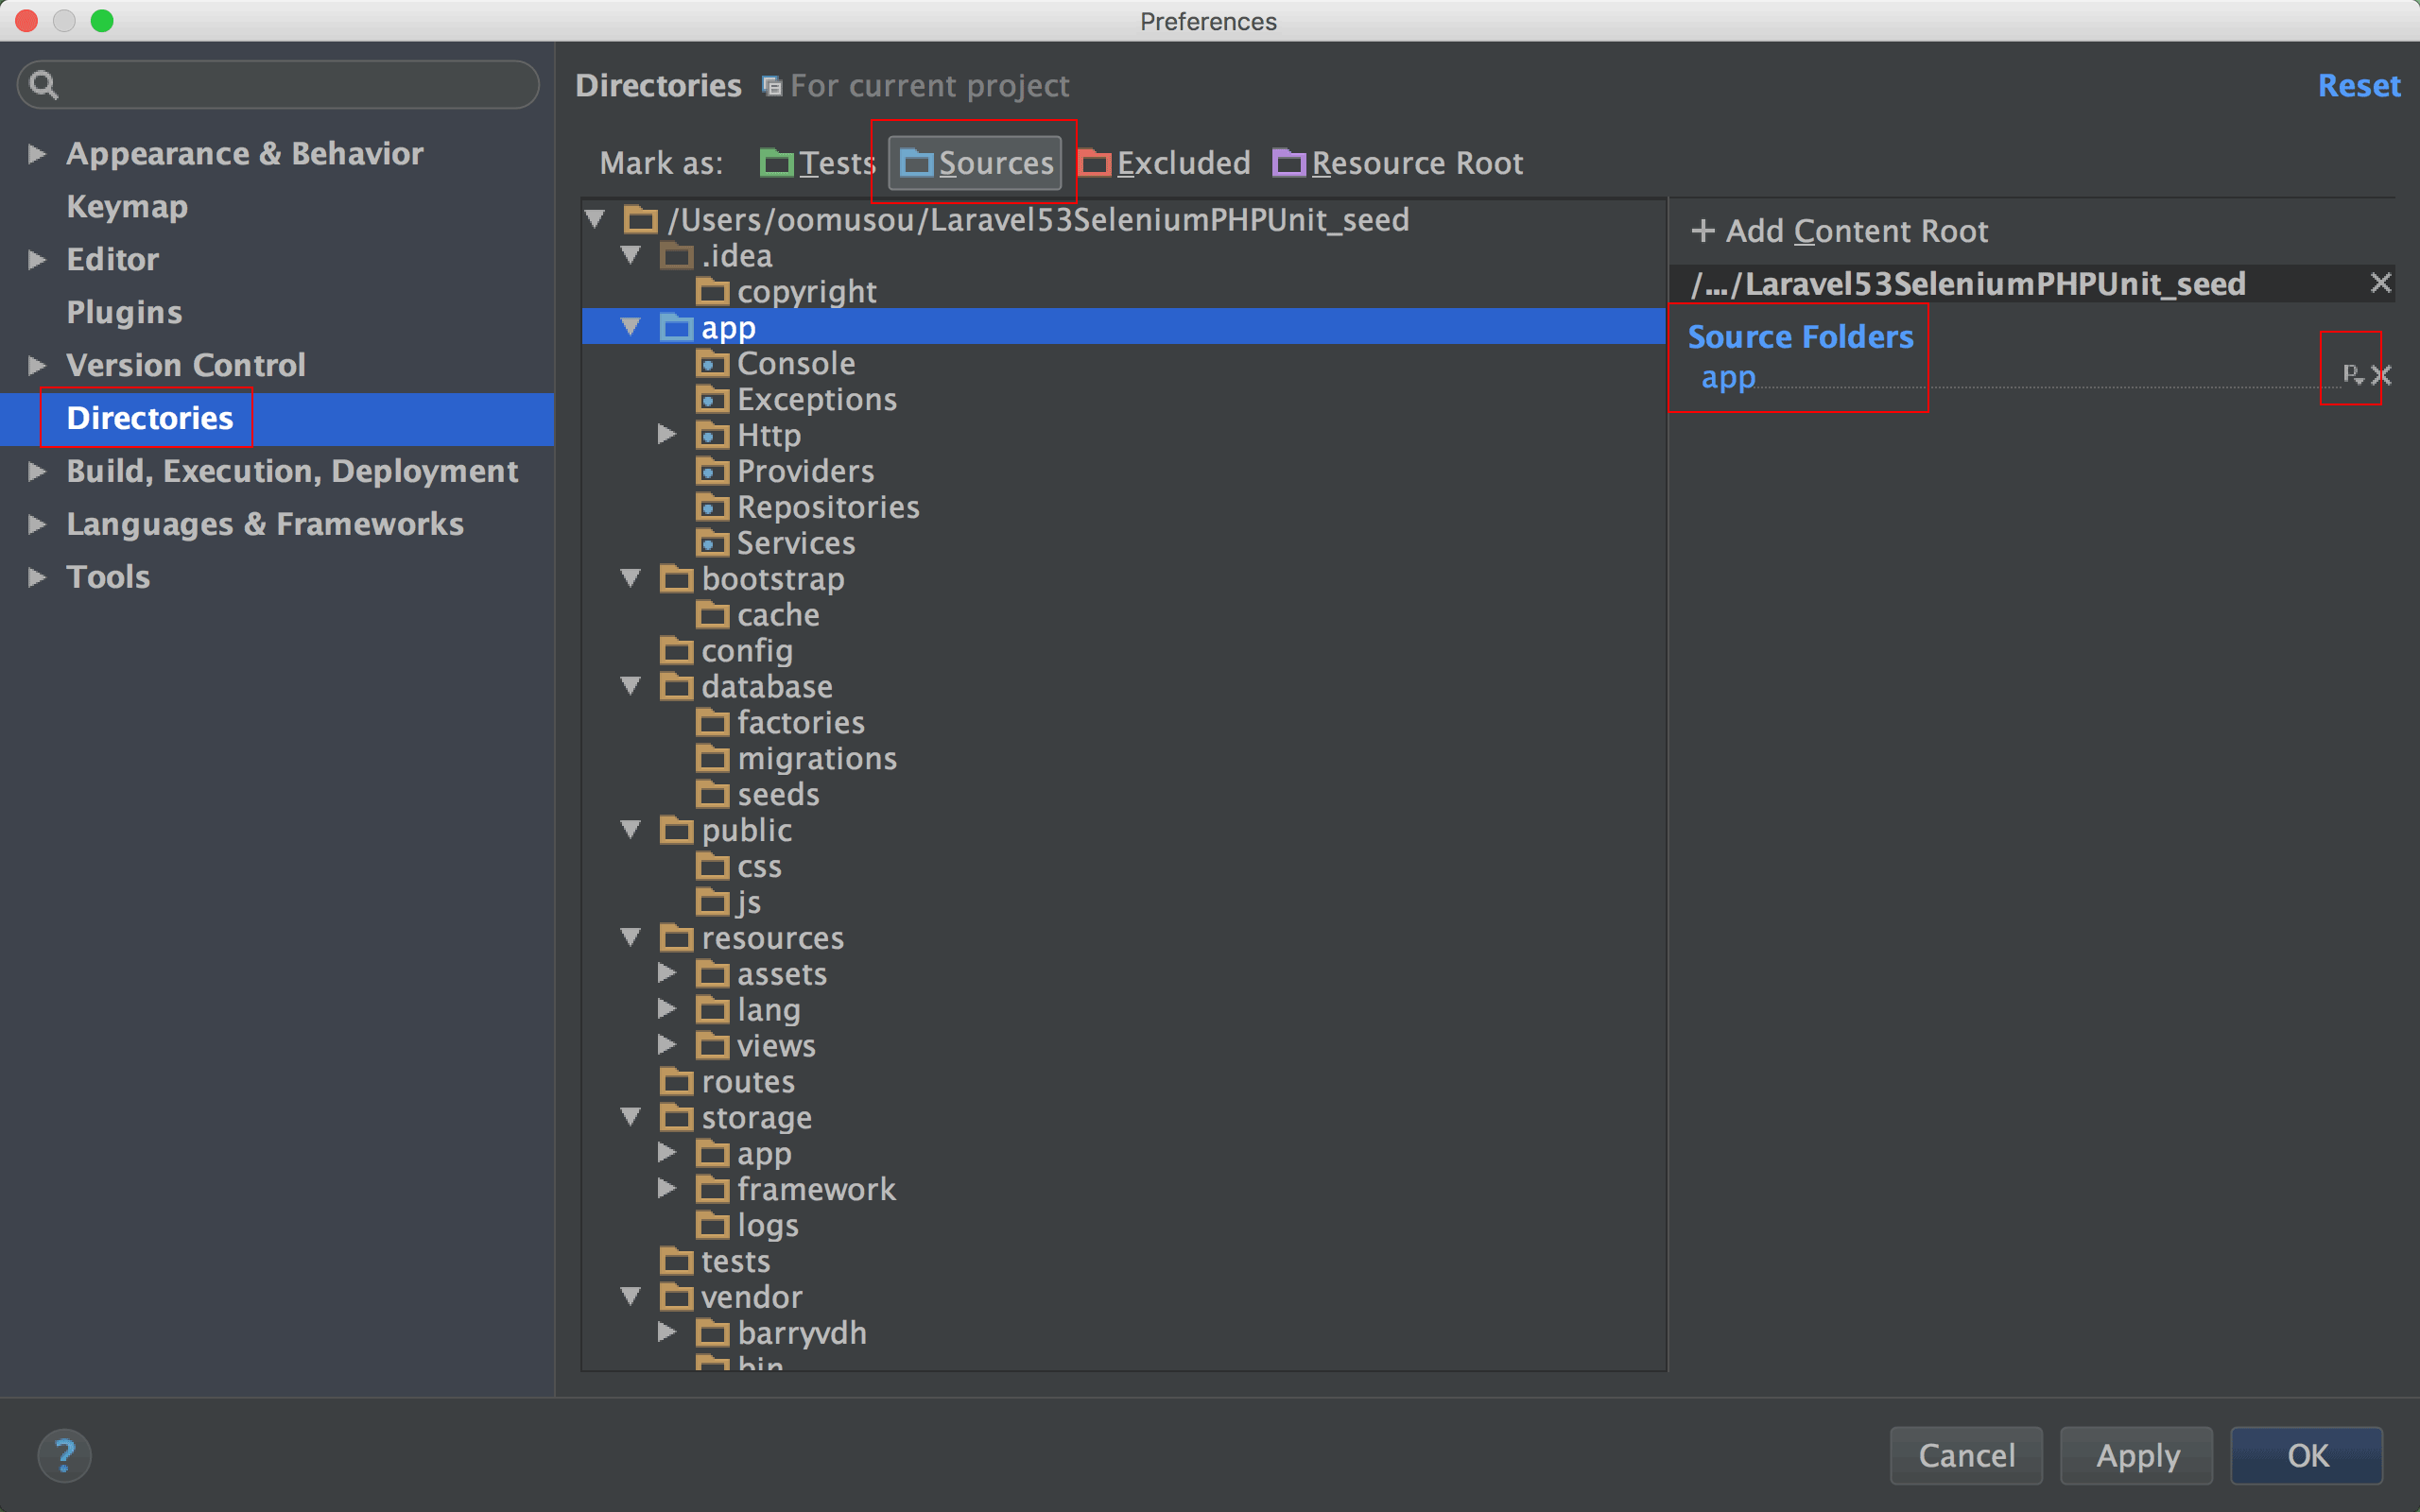 Preferences
Directories For current project
Reset
Mark as: Tests Sources Excluded Resource Root
Appearance & Behavior
Keymap
Editor
Plugins
Version Control
Directories
Build, Execution, Deployment
Languages & Frameworks
Tools
/Users/oomusou/Laravel53SeleniumPHPUnit_seed
.idea
copyright
app
Console
Exceptions
Http
Providers
Repositories
Services
bootstrap
cache
config
database
factories
migrations
seeds
public
css
js
resources
assets
lang
views
routes
storage
app
framework
logs
tests
vendor
barryvdh
bin
+ Add Content Root
/.../Laravel53SeleniumPHPUnit_seed
Source Folders
app
P
?
Cancel
Apply
OK